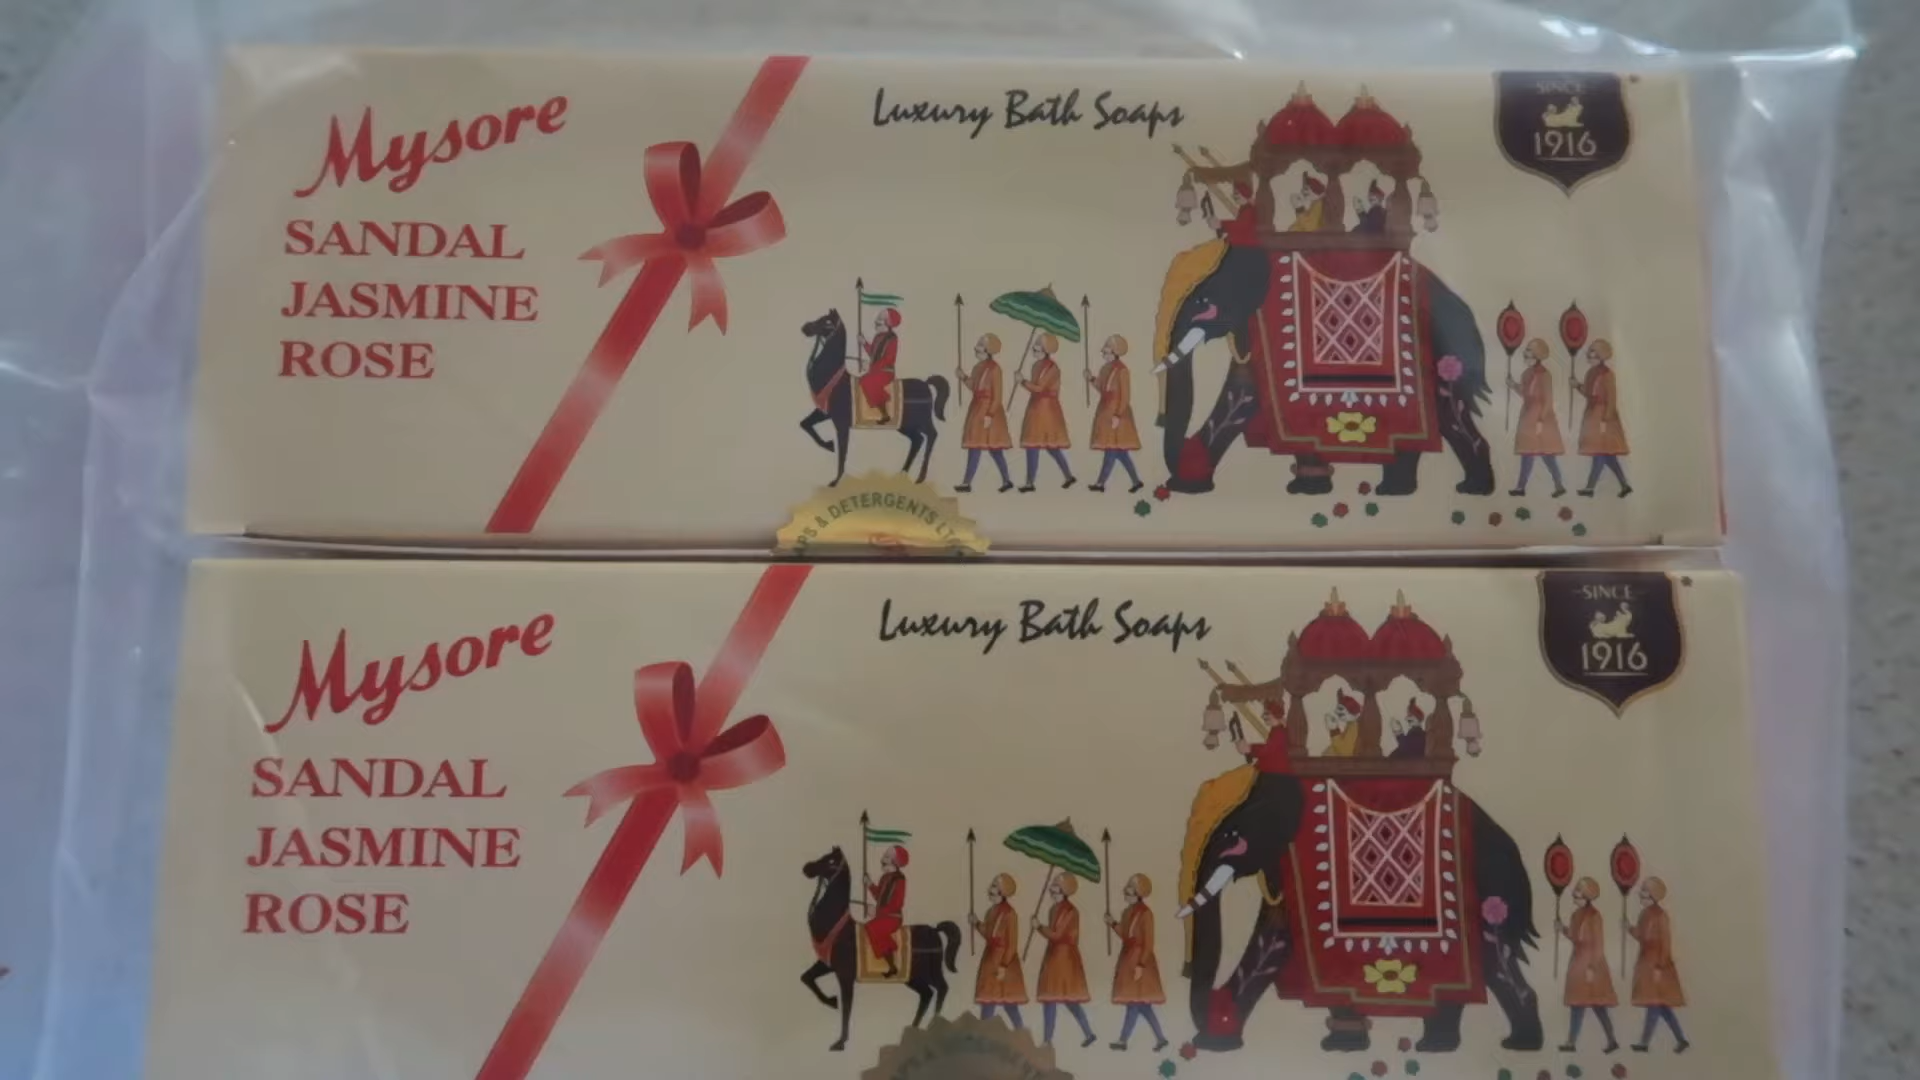 Mysore
SANDAL
JASMINE
ROSE
Luxury Bath Soaps
SINCE
1916
& DETERGENTS
Mysore
SANDAL
JASMINE
ROSE
Luxury Bath Soaps
SINCE
1916